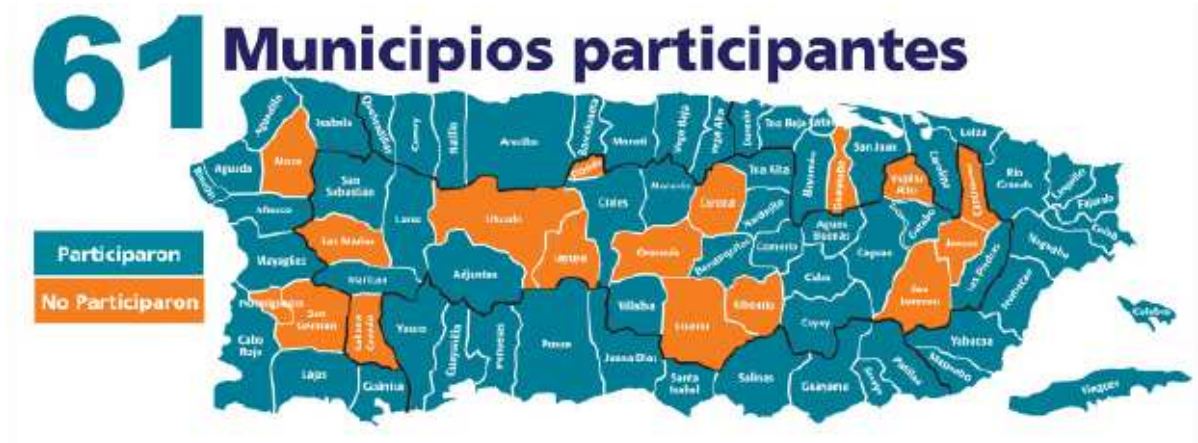 61 Municipios participantes
Participaron
No Participaron
Aguadilla
Isabela
Quebradillas
Camuy
Hatillo
Arecibo
Barceloneta
Manatí
Vega Baja
Vega Alta
Dorado
Toa Baja
San Juan
Loíza
Aguada
Moca
San Sebastián
Lares
Utuado
Ciales
Morovis
Corozal
Toa Alta
Bayamón
Guaynabo
Trujillo Alto
Carolina
Canóvanas
Río Grande
Luquillo
Fajardo
Ceiba
Naguabo
Añasco
Las Marías
Mayagüez
Maricao
Adjuntas
Jayuya
Orocovis
Barranquitas
Naranjito
Comerío
Aguas Buenas
Caguas
Gurabo
Juncos
Las Piedras
Humacao
San Lorenzo
Cidra
Cayey
Aibonito
Coamo
Villalba
Hormigueros
San Germán
Sabana Grande
Yauco
Guayanilla
Peñuelas
Ponce
Juana Díaz
Santa Isabel
Salinas
Guayama
Arroyo
Patillas
Maunabo
Yabucoa
Cabo Rojo
Lajas
Guánica
Culebra
Vieques